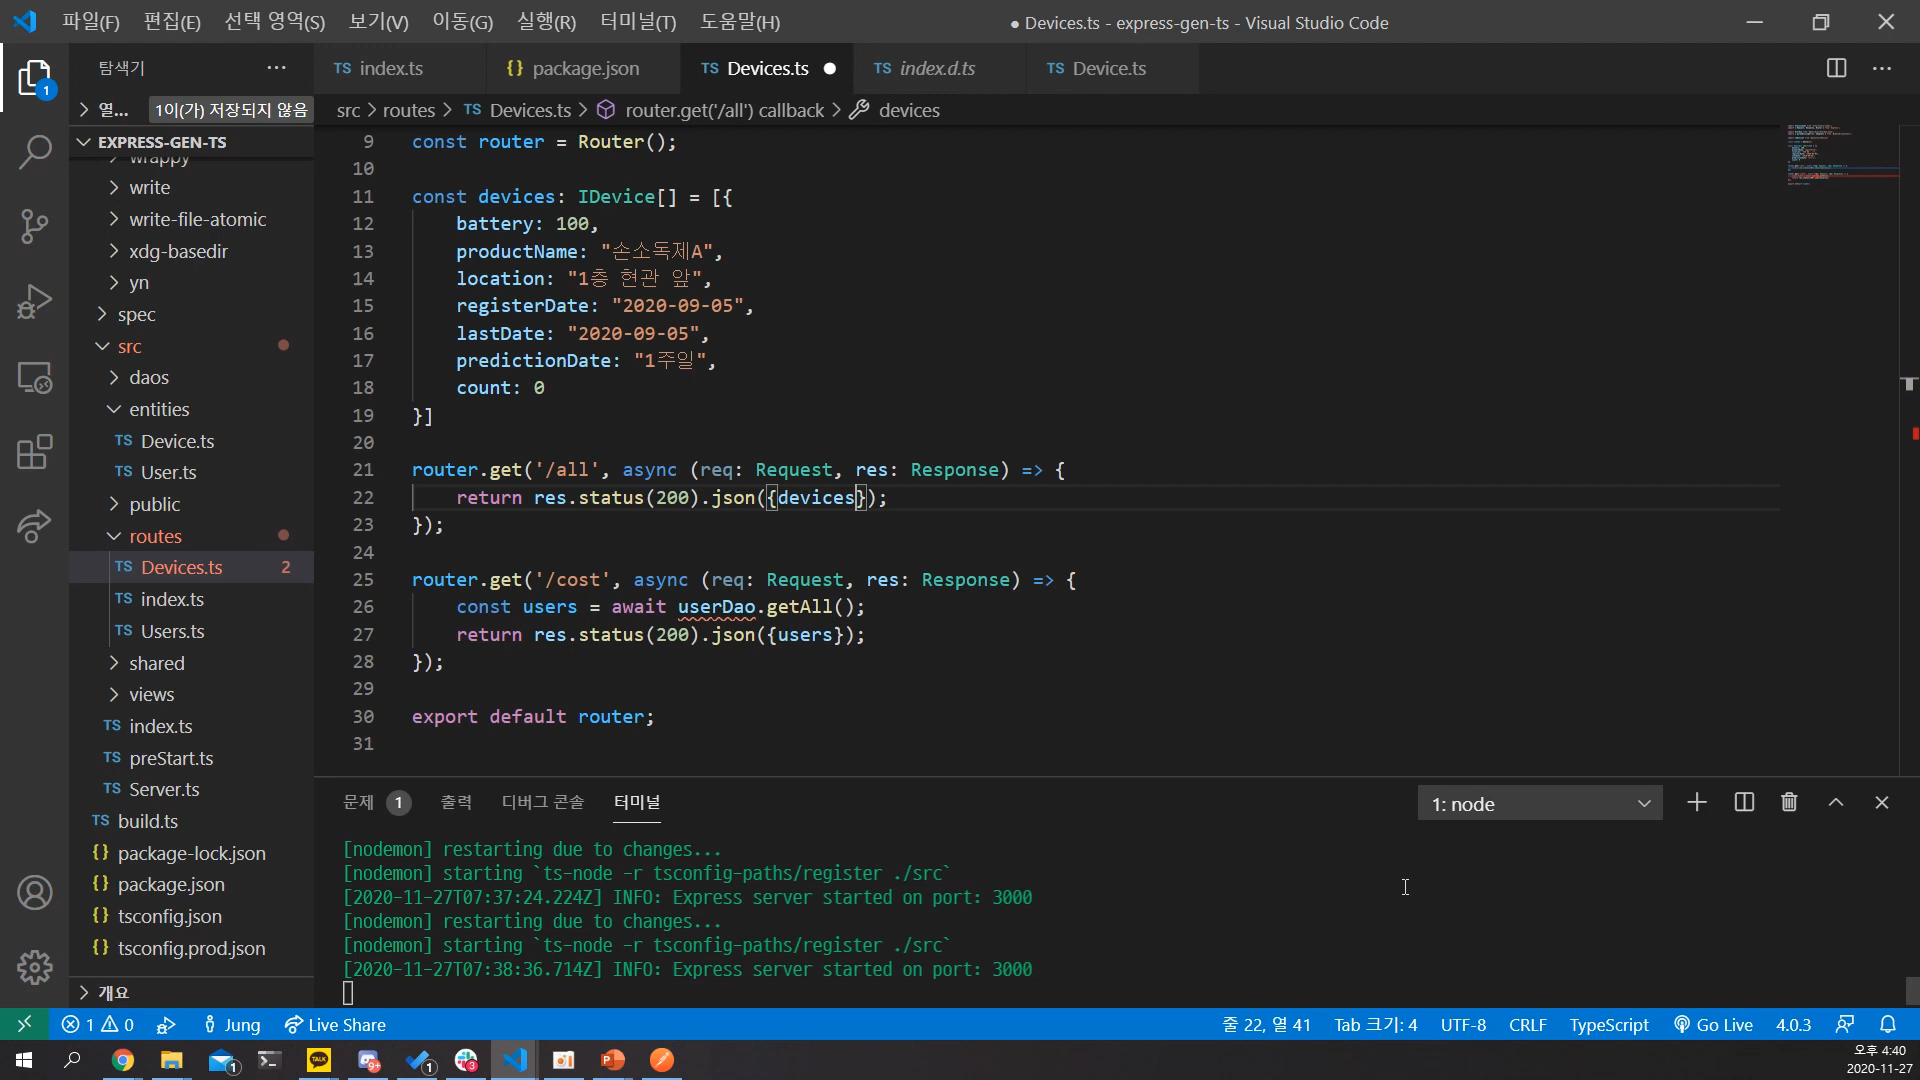 파일(F) 편집(E) 선택 영역(S) 보기(V) 이동(G) 실행(R) 터미널(T) 도움말(H)
● Devices.ts - express-gen-ts - Visual Studio Code
탐색기
열... 1이(가) 저장되지 않음
EXPRESS-GEN-TS
wrappy
write
write-file-atomic
xdg-basedir
yn
spec
src
daos
entities
TS Device.ts
TS User.ts
public
routes
TS Devices.ts 2
TS index.ts
TS Users.ts
shared
views
TS index.ts
TS preStart.ts
TS Server.ts
TS build.ts
{} package-lock.json
{} package.json
{} tsconfig.json
{} tsconfig.prod.json
개요
TS index.ts {} package.json TS Devices.ts ● TS index.d.ts TS Device.ts
src > routes > TS Devices.ts > router.get('/all') callback > devices
9 const router = Router();
10
11 const devices: IDevice[] = [{
12 battery: 100,
13 productName: "손소독제A",
14 location: "1층 현관 앞",
15 registerDate: "2020-09-05",
16 lastDate: "2020-09-05",
17 predictionDate: "1주일",
18 count: 0
19 }]
20
21 router.get('/all', async (req: Request, res: Response) => {
22 return res.status(200).json({devices});
23 });
24
25 router.get('/cost', async (req: Request, res: Response) => {
26 const users = await userDao.getAll();
27 return res.status(200).json({users});
28 });
29
30 export default router;
31
문제 1 출력 디버그 콘솔 터미널 1: node
[nodemon] restarting due to changes...
[nodemon] starting `ts-node -r tsconfig-paths/register ./src`
[2020-11-27T07:37:24.224Z] INFO: Express server started on port: 3000
[nodemon] restarting due to changes...
[nodemon] starting `ts-node -r tsconfig-paths/register ./src`
[2020-11-27T07:38:36.714Z] INFO: Express server started on port: 3000
1 0 Jung Live Share 줄 22, 열 41 Tab 크기: 4 UTF-8 CRLF TypeScript Go Live 4.0.3
오후 4:40
2020-11-27